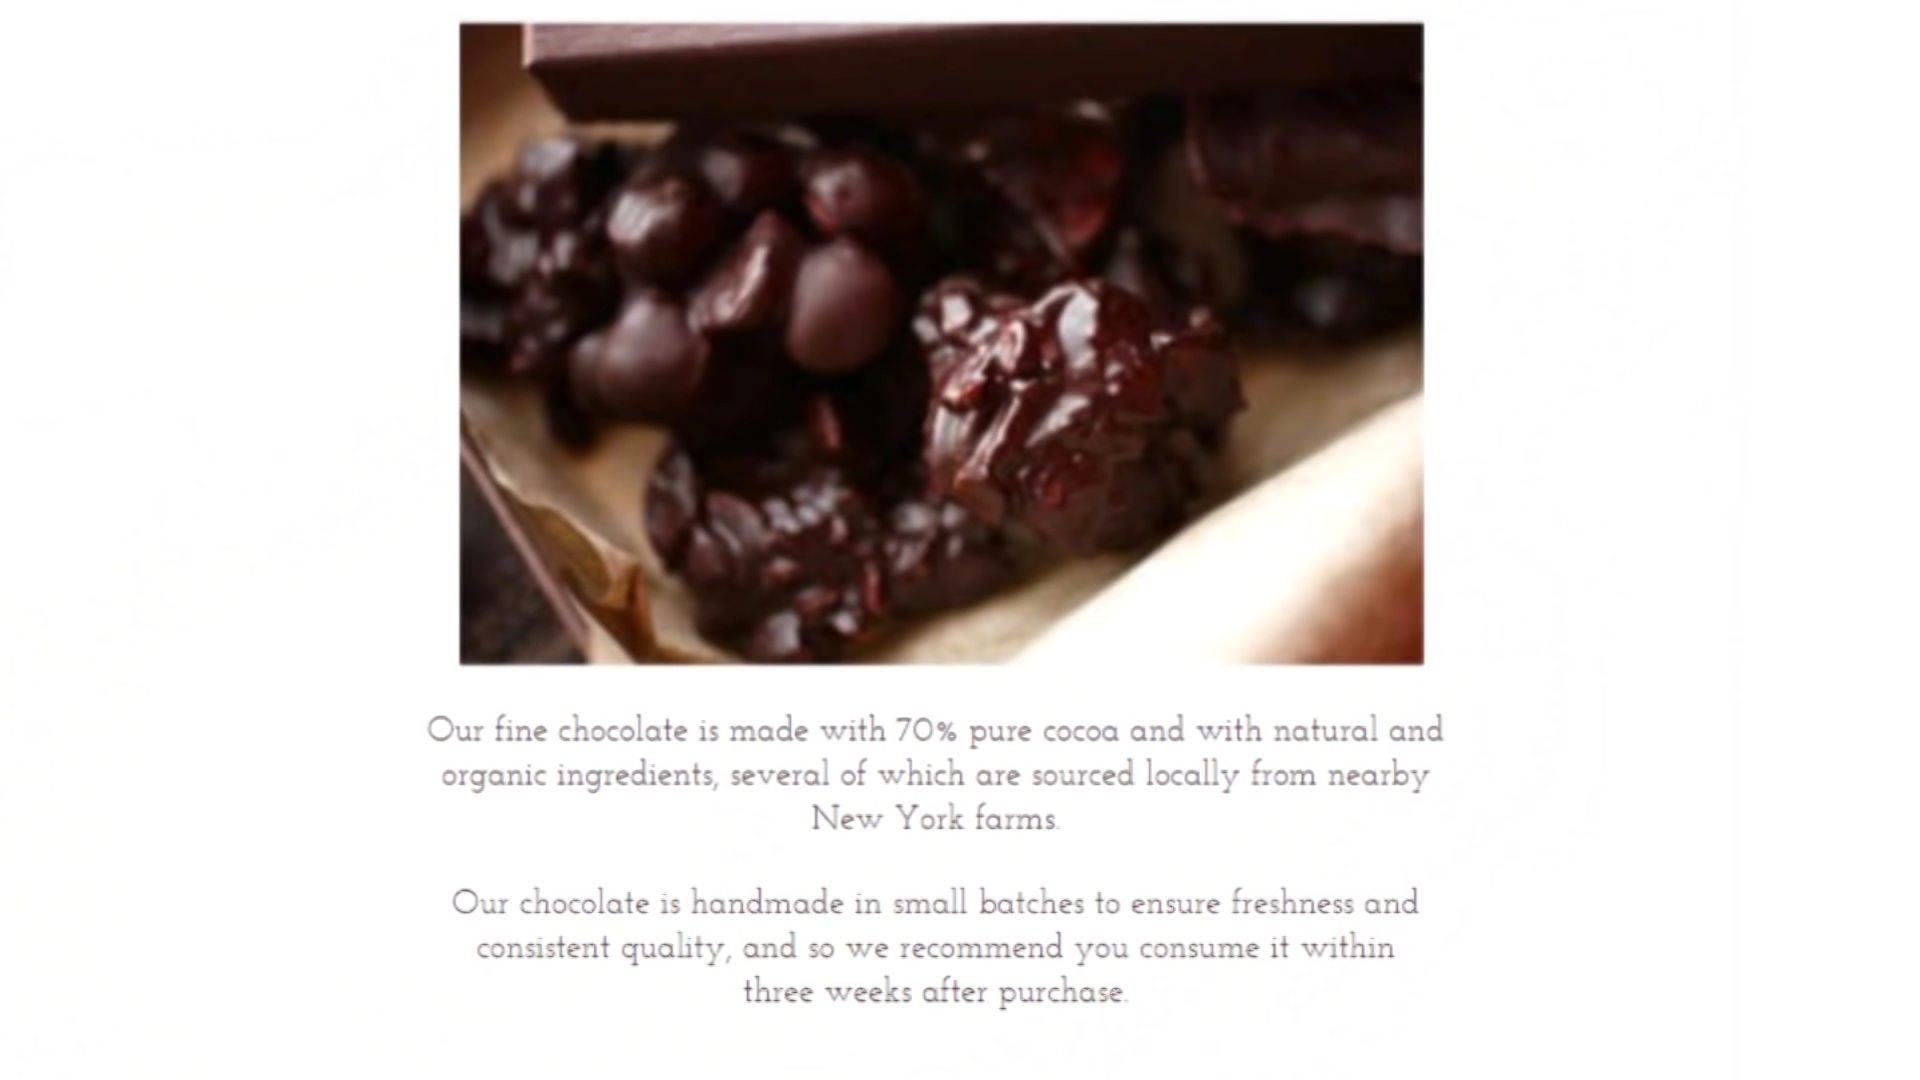 Our fine chocolate is made with 70% pure cocoa and with natural and
organic ingredients, several of which are sourced locally from nearby
New York farms.
Our chocolate is handmade in small batches to ensure freshness and
consistent quality, and so we recommend you consume it within
three weeks after purchase.